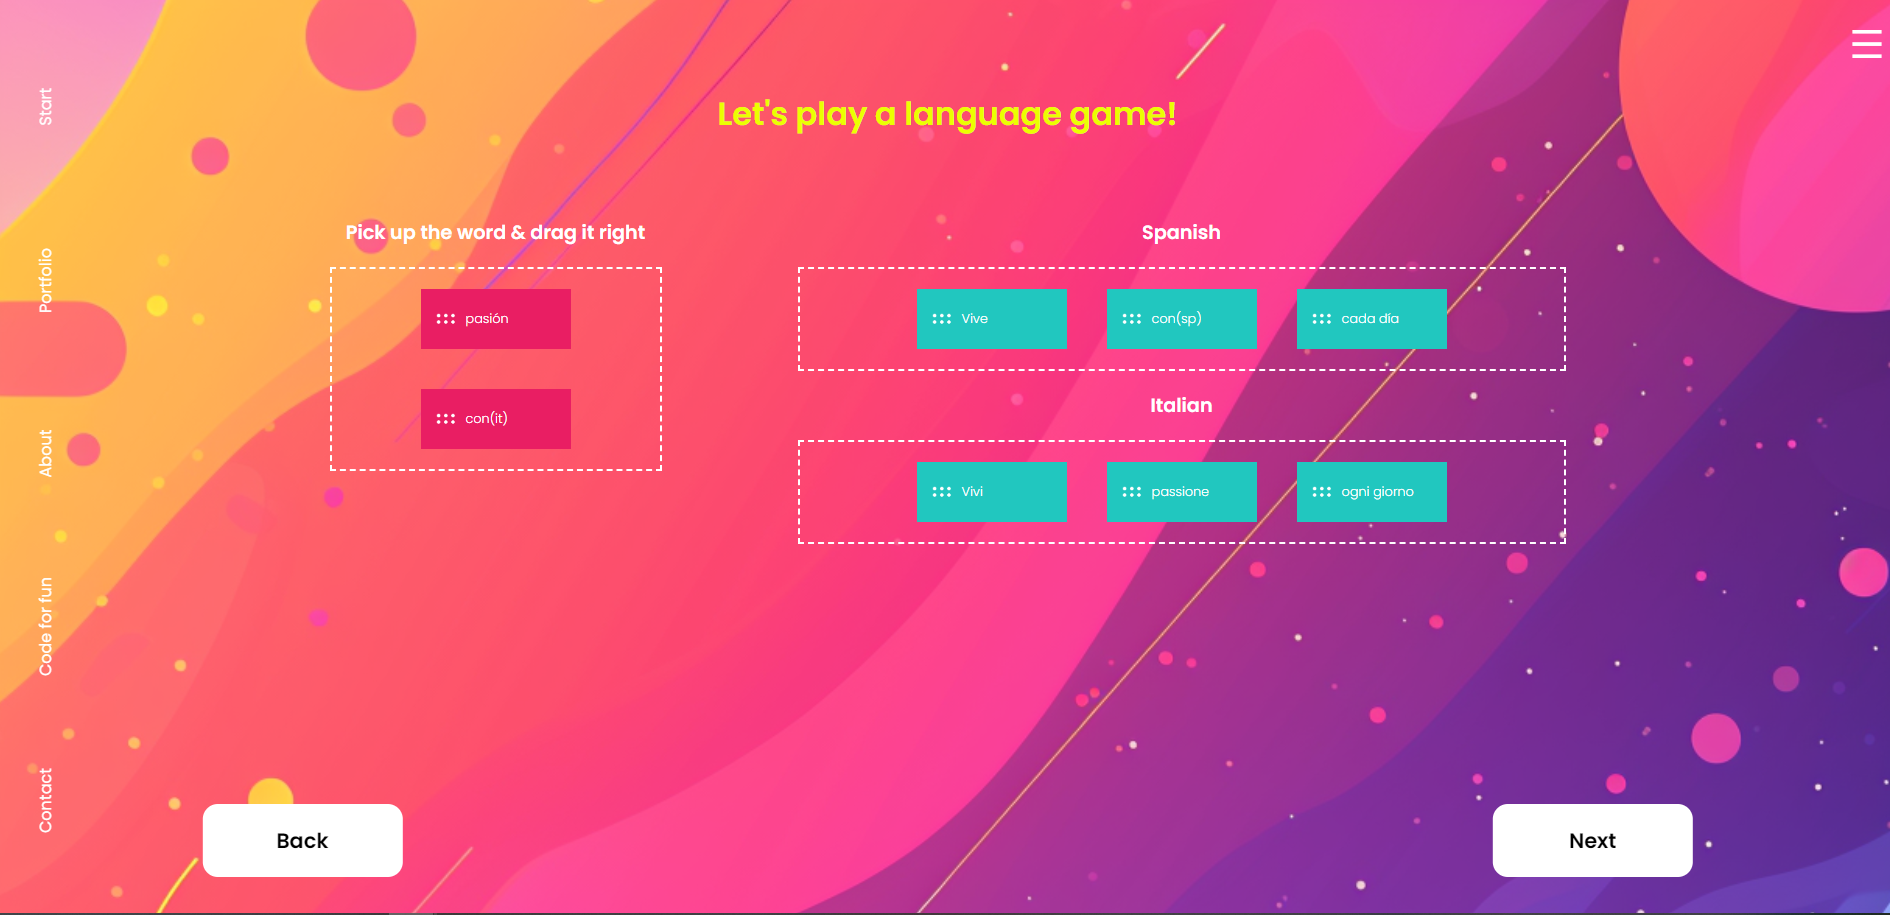 Start
Portfolio
About
Code for fun
Contact
Let's play a language game!
Pick up the word & drag it right
pasión
con(it)
Spanish
Vive
con(sp)
cada día
Italian
Vivi
passione
ogni giorno
Back
Next